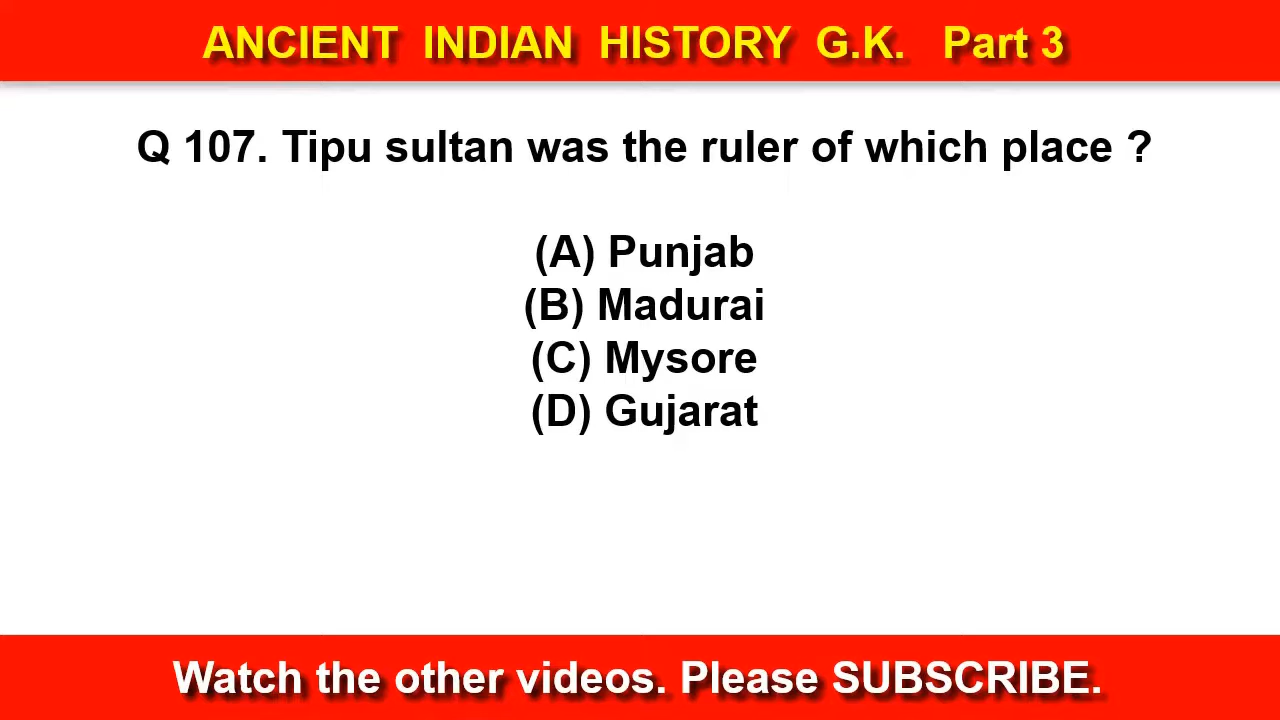 ANCIENT INDIAN HISTORY G.K. Part 3
Q 107. Tipu sultan was the ruler of which place ?
(A) Punjab
(B) Madurai
(C) Mysore
(D) Gujarat
Watch the other videos. Please SUBSCRIBE.